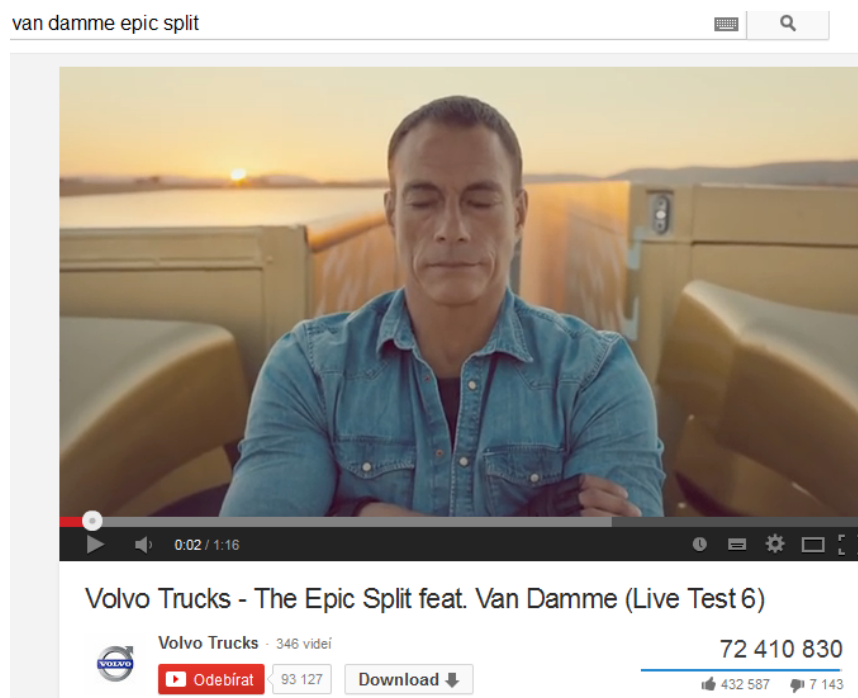 van damme epic split
0:02 / 1:16
Volvo Trucks - The Epic Split feat. Van Damme (Live Test 6)
Volvo Trucks · 346 videí
72 410 830
VOLVO
Odebírat 93 127 Download
432 587 7 143